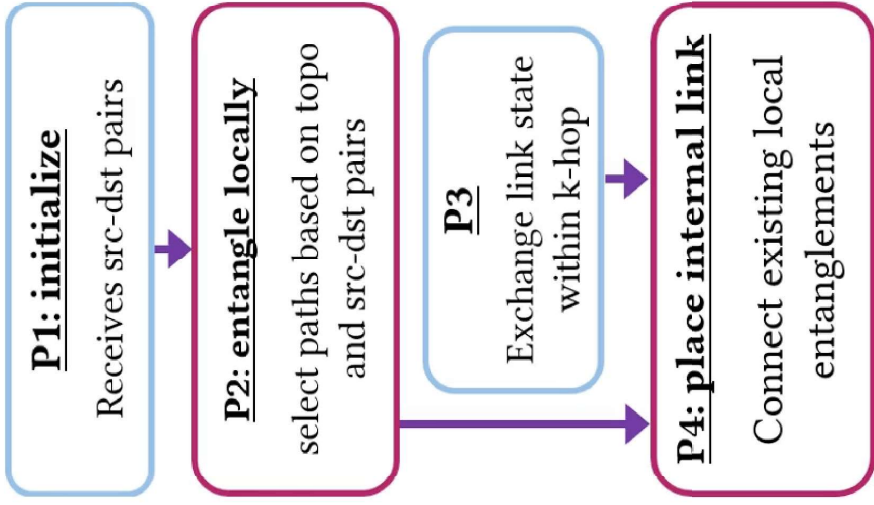 P1: initialize
Receives src-dst pairs
P2: entangle locally
select paths based on topo
and src-dst pairs
P3
Exchange link state
within k-hop
P4: place internal link
Connect existing local
entanglements